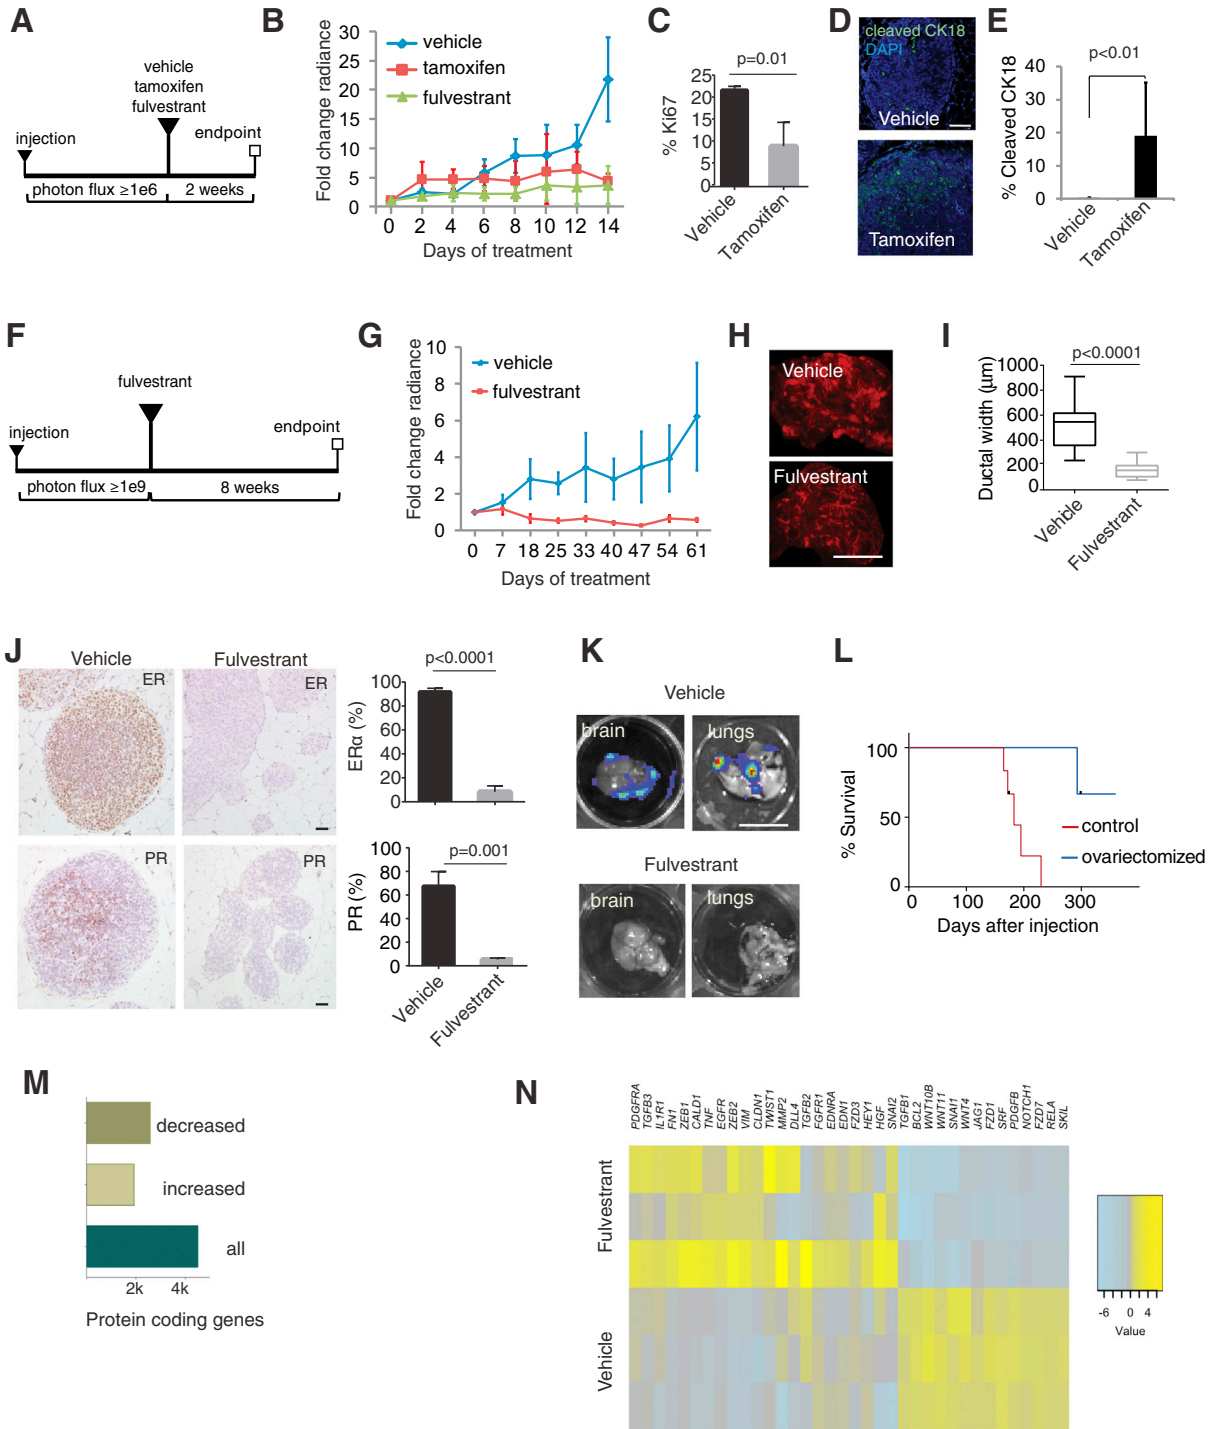 A
vehicle
tamoxifen
fulvestrant
injection
endpoint
photon flux ≥1e6
2 weeks
B
Fold change radiance
30
25
20
15
10
5
0
vehicle
tamoxifen
fulvestrant
0 2 4 6 8 10 12 14
Days of treatment
C
p=0.01
% Ki67
25
20
15
10
5
0
Vehicle
Tamoxifen
D
cleaved CK18
DAPI
Vehicle
Tamoxifen
E
p<0.01
% Cleaved CK18
40
30
20
10
0
Vehicle
Tamoxifen
F
fulvestrant
injection
endpoint
photon flux ≥1e9
8 weeks
G
Fold change radiance
10
8
6
4
2
0
vehicle
fulvestrant
0 7 18 25 33 40 47 54 61
Days of treatment
H
Vehicle
Fulvestrant
I
p<0.0001
Ductal width (μm)
1000
800
600
400
200
0
Vehicle
Fulvestrant
J
Vehicle
Fulvestrant
ER
ER
PR
PR
p<0.0001
ERα (%)
100
80
60
40
20
0
p=0.001
PR (%)
100
80
60
40
20
0
Vehicle
Fulvestrant
K
Vehicle
brain
lungs
Fulvestrant
brain
lungs
L
% Survival
100
50
0
control
ovariectomized
0 100 200 300
Days after injection
M
decreased
increased
all
2k 4k
Protein coding genes
N
PDGFRA
TGFB3
IL1R1
FN1
ZEB1
CALD1
TNF
EGFR
ZEB2
VIM
CLDN1
TWIST1
MMP2
DLL4
TGFB2
FGFR1
EDNRA
EDN1
FZD3
HEY1
HGF
SNAI2
TGFB1
BCL2
WNT10B
WNT11
SNAI1
WNT4
JAG1
FZD1
SRF
PDGFB
NOTCH1
FZD7
RELA
SKIL
Fulvestrant
Vehicle
-6 0 4
Value